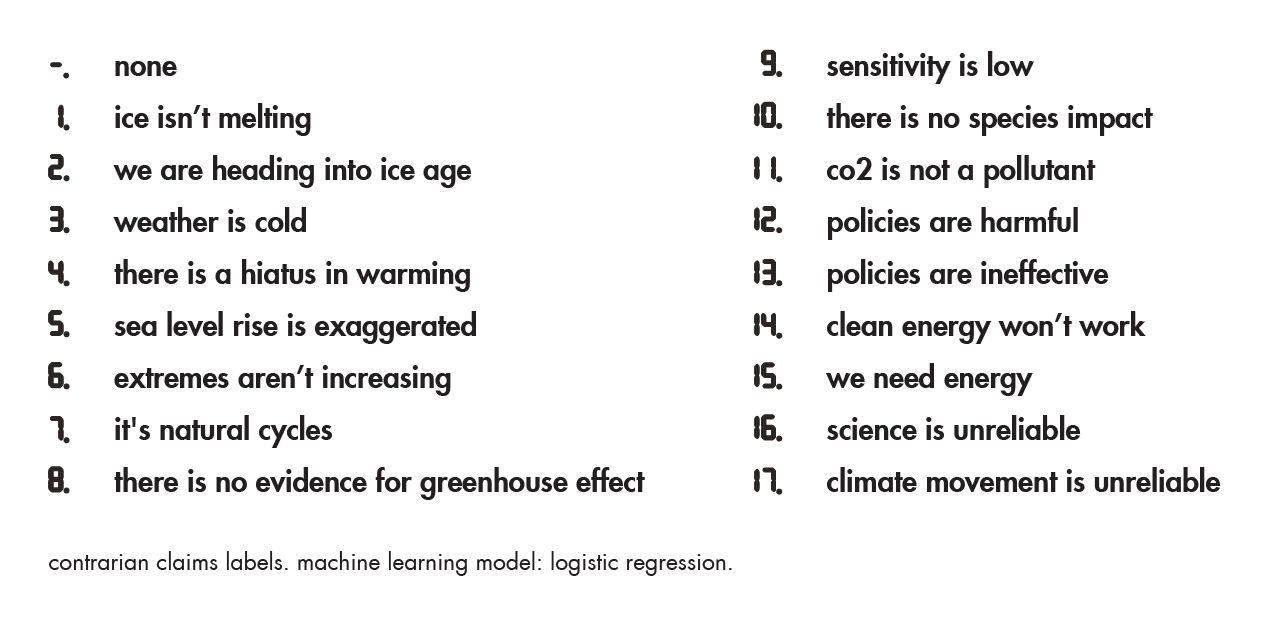 -. none
1. ice isn’t melting
2. we are heading into ice age
3. weather is cold
4. there is a hiatus in warming
5. sea level rise is exaggerated
6. extremes aren’t increasing
7. it's natural cycles
8. there is no evidence for greenhouse effect
9. sensitivity is low
10. there is no species impact
11. co2 is not a pollutant
12. policies are harmful
13. policies are ineffective
14. clean energy won’t work
15. we need energy
16. science is unreliable
17. climate movement is unreliable
contrarian claims labels. machine learning model: logistic regression.